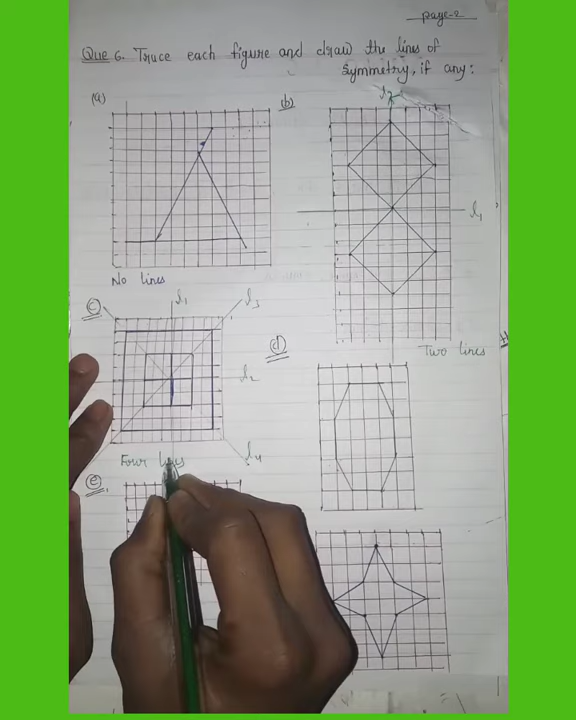 page-2
Que 6. Trace each figure and draw the lines of
symmetry, if any:
(a)
(b)
l2
l1
No lines
(c)
l1
l3
l2
l4
Four lines
(d)
Two lines
(e)